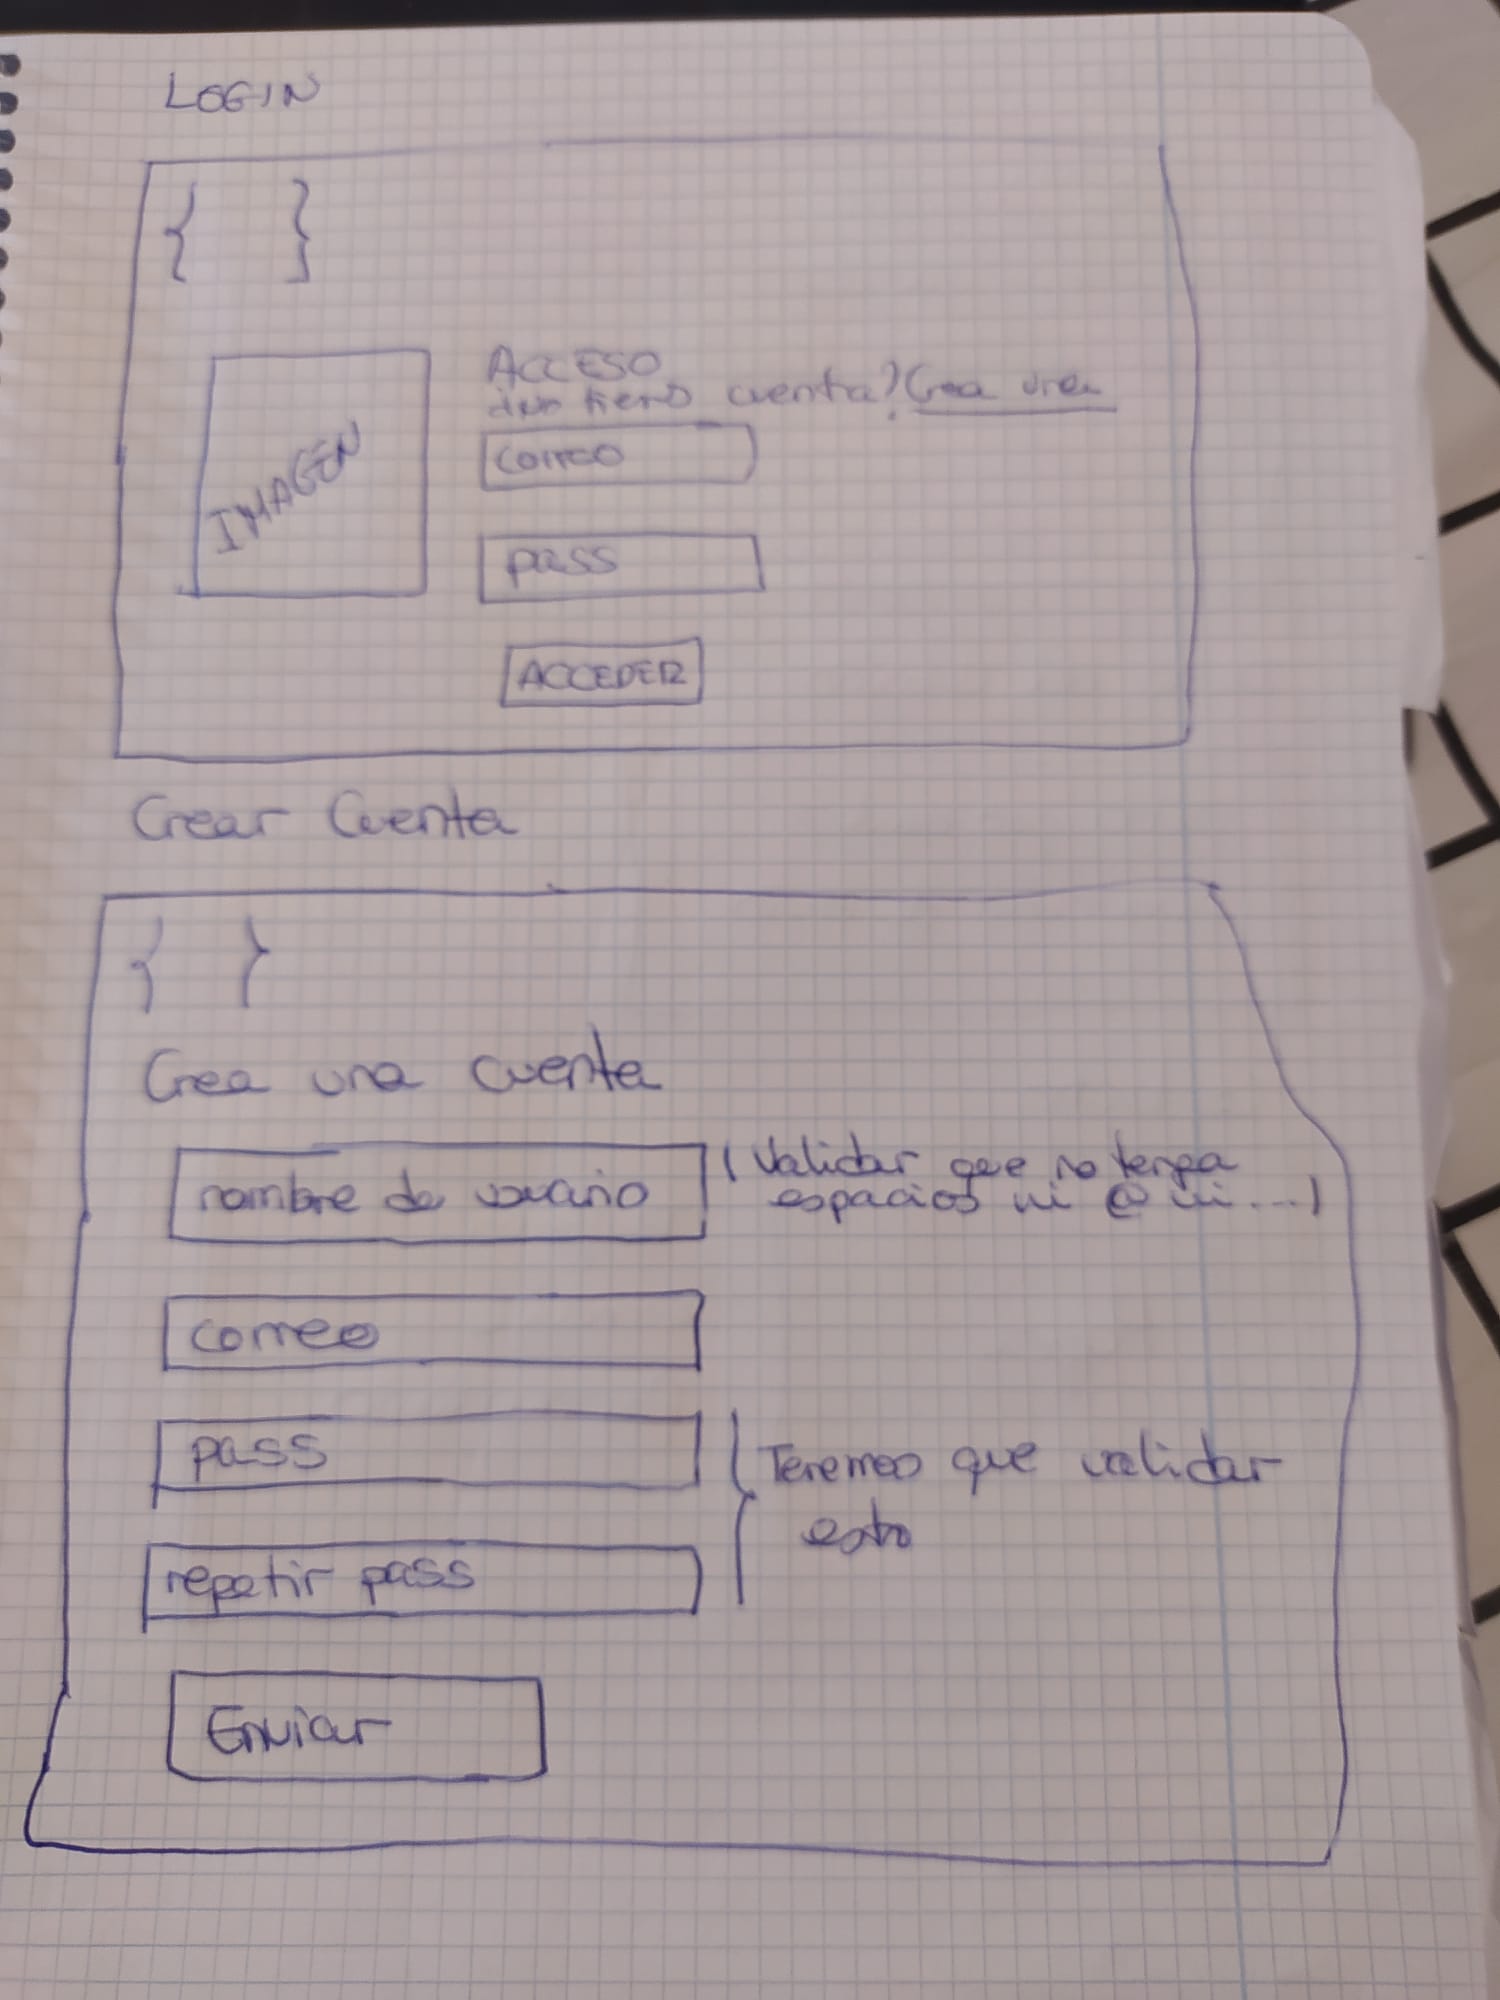 LOGIN
{ }
IMAGEN
ACCESO
¿No tienes cuenta? Crea una
correo
pass
ACCEDER
Crear Cuenta
{ }
Crea una cuenta
nombre de usuario
(Validar que no tenga
espacios ni @ ni...)
correo
pass
repetir pass
} Tenemos que validar
esto
Enviar